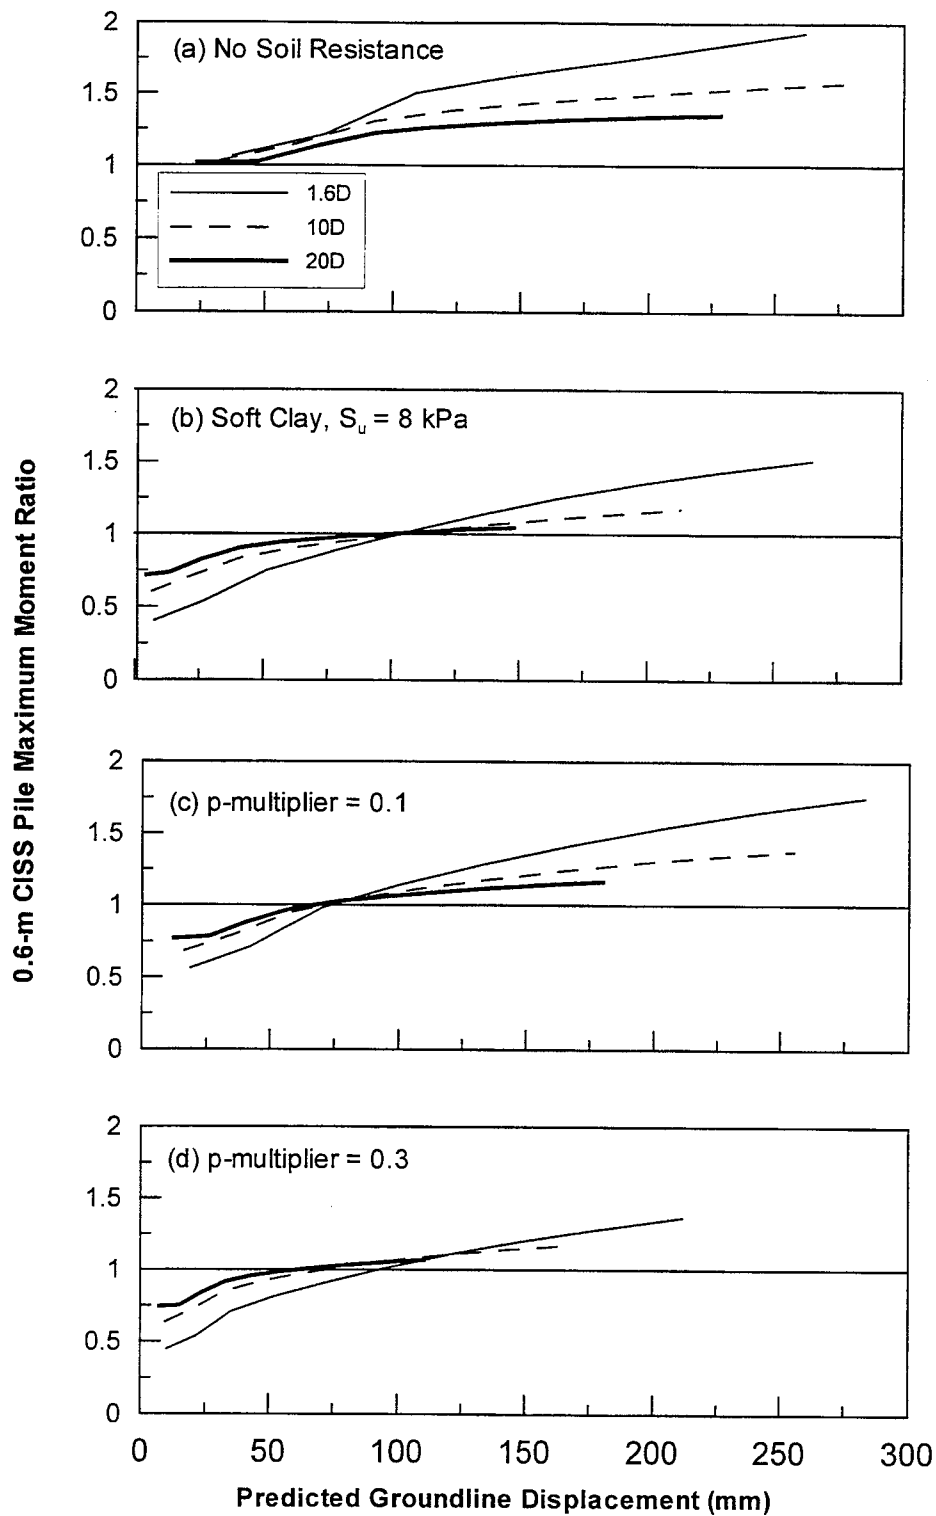 2
(a) No Soil Resistance
1.5
1
1.6D
10D
20D
0.5
0
2
(b) Soft Clay, Su = 8 kPa
1.5
1
0.5
0
0.6-m CISS Pile Maximum Moment Ratio
2
(c) p-multiplier = 0.1
1.5
1
0.5
0
2
(d) p-multiplier = 0.3
1.5
1
0.5
0
0 50 100 150 200 250 300
Predicted Groundline Displacement (mm)